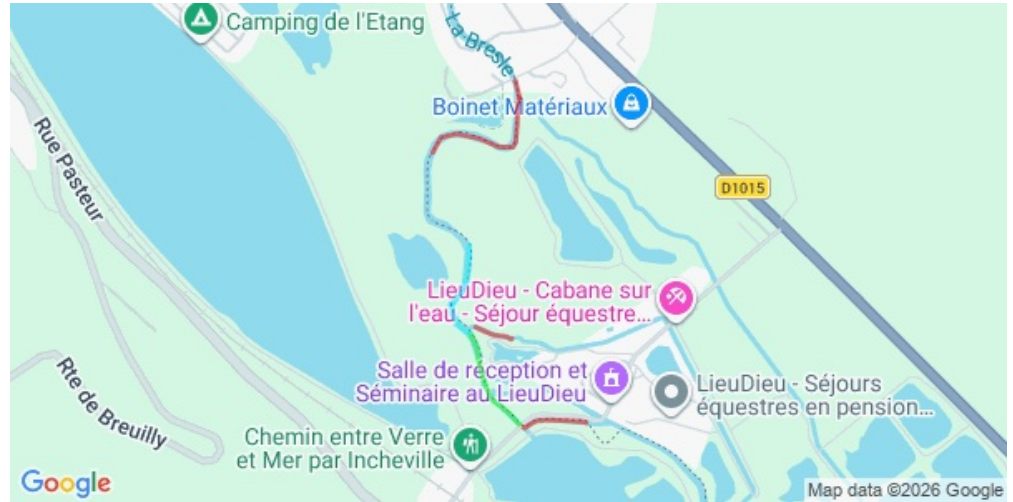 Camping de l'Etang
La Bresle
Boinet Matériaux
Rue Pasteur
D1015
LieuDieu - Cabane sur
l'eau - Séjour équestre...
Salle de réception et
Séminaire au LieuDieu
LieuDieu - Séjours
équestres en pension...
Rte de Breuilly
Chemin entre Verre
et Mer par Incheville
Google
Map data ©2026 Google